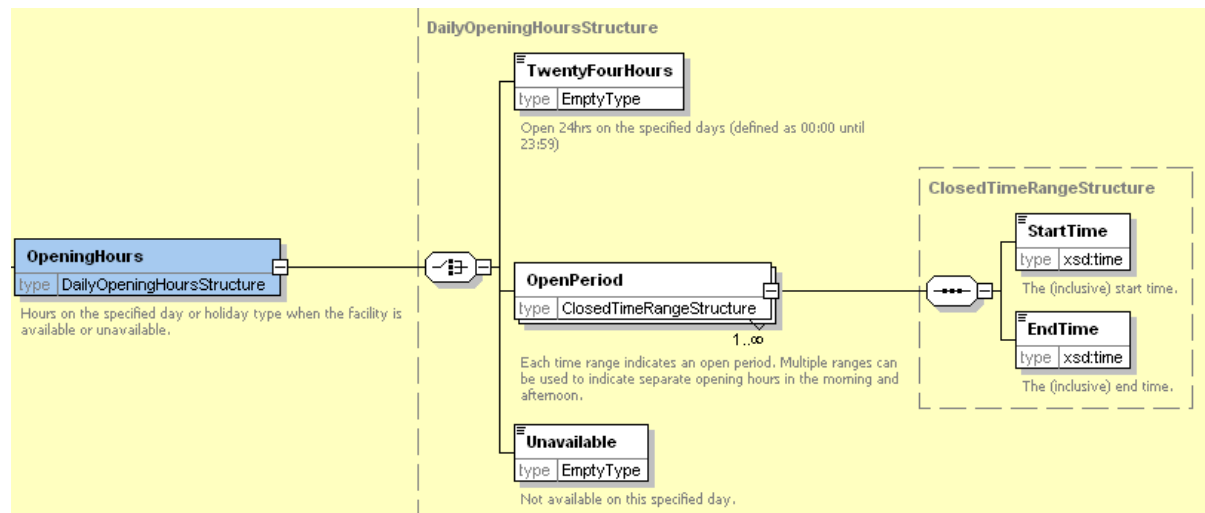 DailyOpeningHoursStructure
TwentyFourHours
type EmptyType
Open 24hrs on the specified days (defined as 00:00 until
23:59)
ClosedTimeRangeStructure
StartTime
type xsd:time
The (inclusive) start time.
OpeningHours
type DailyOpeningHoursStructure
Hours on the specified day or holiday type when the facility is
available or unavailable.
OpenPeriod
type ClosedTimeRangeStructure
1..∞
Each time range indicates an open period. Multiple ranges can
be used to indicate separate opening hours in the morning and
afternoon.
EndTime
type xsd:time
The (inclusive) end time.
Unavailable
type EmptyType
Not available on this specified day.